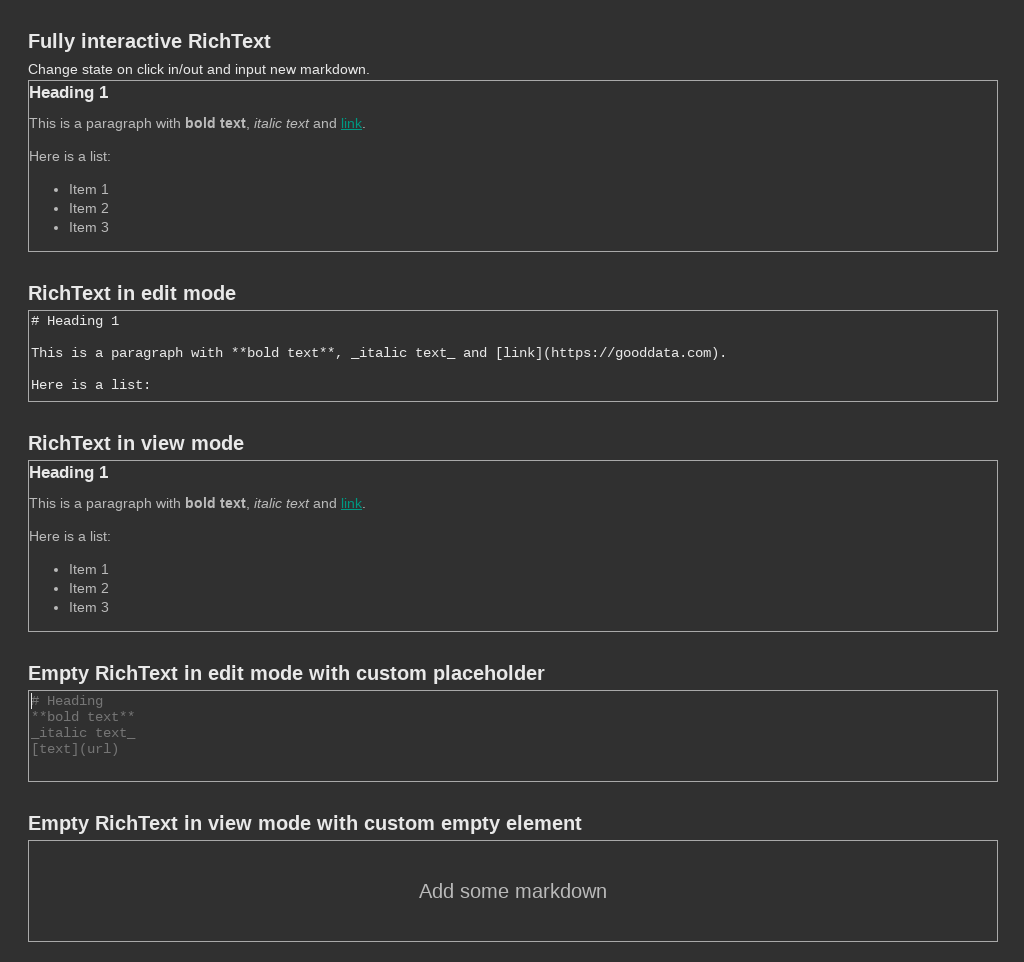 Fully interactive RichText
Change state on click in/out and input new markdown.
Heading 1
This is a paragraph with bold text, italic text and link.
Here is a list:
• Item 1
• Item 2
• Item 3
RichText in edit mode
# Heading 1
This is a paragraph with **bold text**, _italic text_ and [link](https://gooddata.com).
Here is a list:
RichText in view mode
Heading 1
This is a paragraph with bold text, italic text and link.
Here is a list:
• Item 1
• Item 2
• Item 3
Empty RichText in edit mode with custom placeholder
# Heading
**bold text**
_italic text_
[text](url)
Empty RichText in view mode with custom empty element
Add some markdown